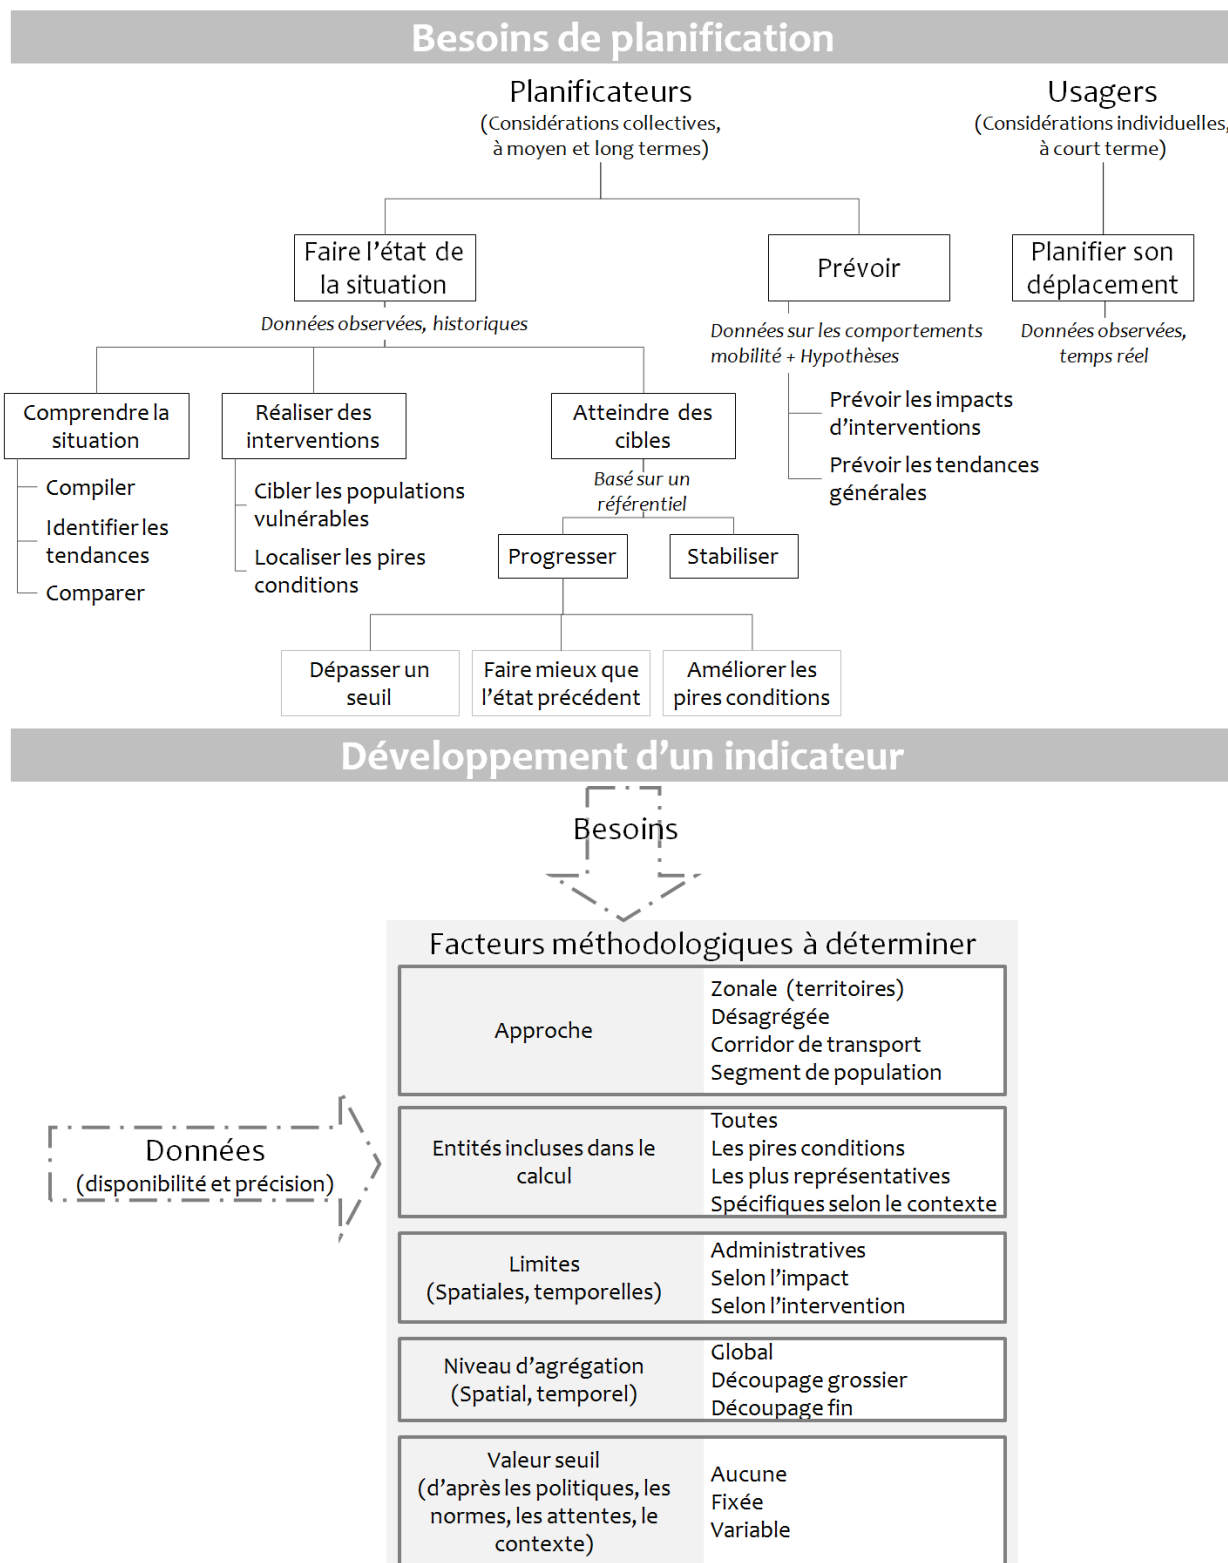 Besoins de planification
Planificateurs
(Considérations collectives,
à moyen et long termes)
Usagers
(Considérations individuelles,
à court terme)
Faire l'état de
la situation
Prévoir
Planifier son
déplacement
Données observées, historiques
Données sur les comportements
mobilité + Hypothèses
Données observées,
temps réel
Comprendre la
situation
Réaliser des
interventions
Atteindre des
cibles
Prévoir les impacts
d'interventions
Prévoir les tendances
générales
Compiler
Identifier les
tendances
Comparer
Cibler les populations
vulnérables
Localiser les pires
conditions
Basé sur un
référentiel
Progresser
Stabiliser
Dépasser un
seuil
Faire mieux que
l'état précédent
Améliorer les
pires conditions
Développement d'un indicateur
Besoins
Facteurs méthodologiques à déterminer
Approche
Zonale (territoires)
Désagrégée
Corridor de transport
Segment de population
Données
(disponibilité et précision)
Entités incluses dans le
calcul
Toutes
Les pires conditions
Les plus représentatives
Spécifiques selon le contexte
Limites
(Spatiales, temporelles)
Administratives
Selon l'impact
Selon l'intervention
Niveau d'agrégation
(Spatial, temporel)
Global
Découpage grossier
Découpage fin
Valeur seuil
(d'après les politiques, les
normes, les attentes, le
contexte)
Aucune
Fixée
Variable